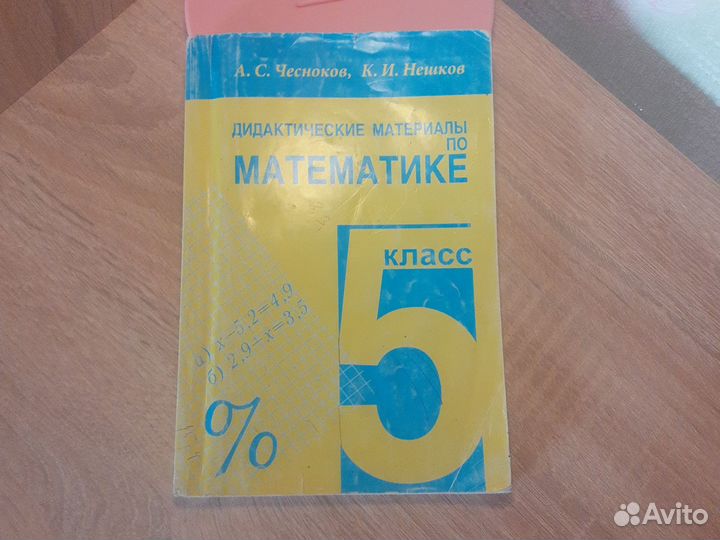 А. С. Чесноков, К. И. Нешков
ДИДАКТИЧЕСКИЕ МАТЕРИАЛЫ
ПО
МАТЕМАТИКЕ
5
класс
а) x−5,2=4,9
б) 2,9−x=3,5
%
Avito